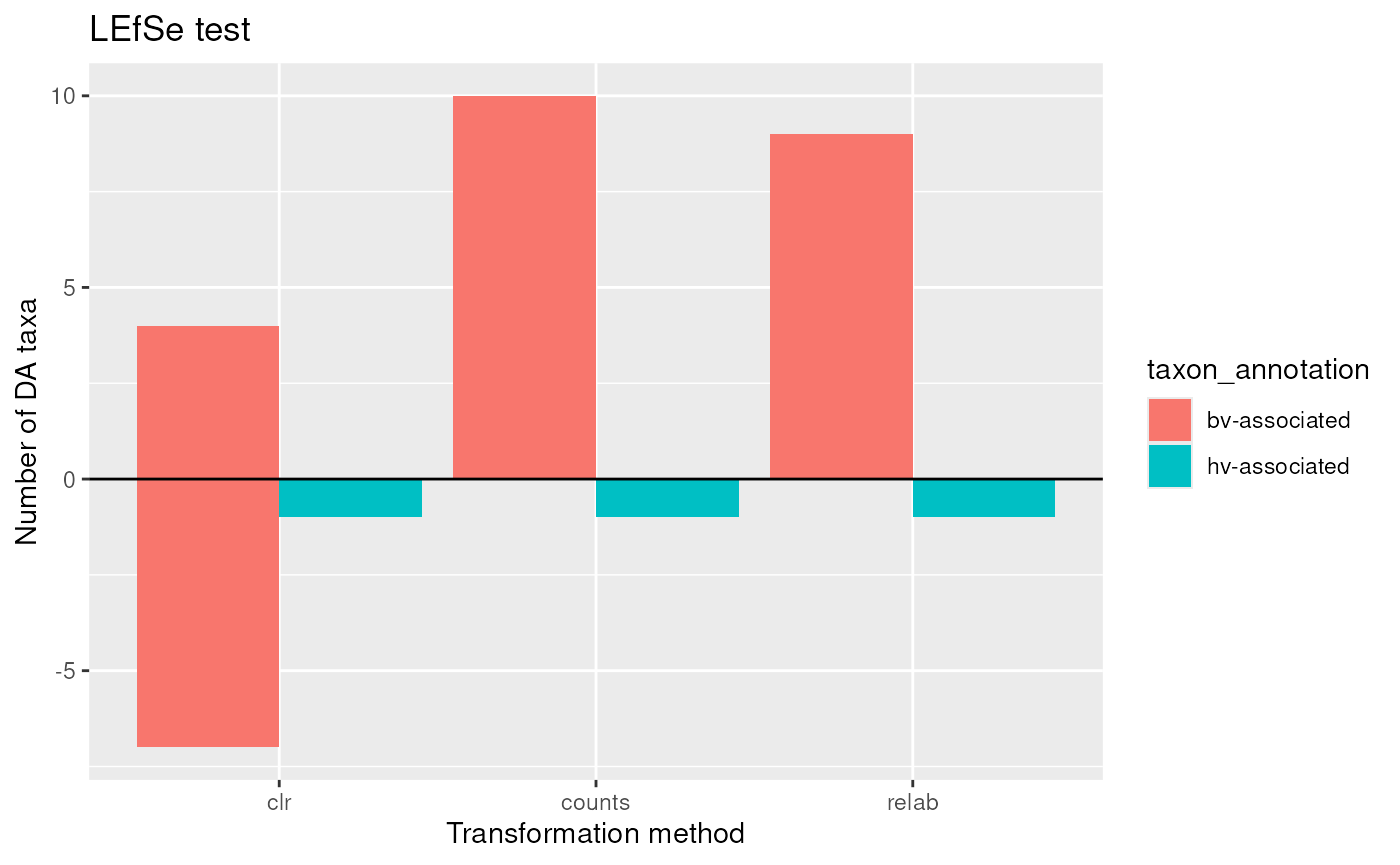 LEfSe test
10
5
0
-5
Number of DA taxa
clr
counts
relab
Transformation method
taxon_annotation
bv-associated
hv-associated